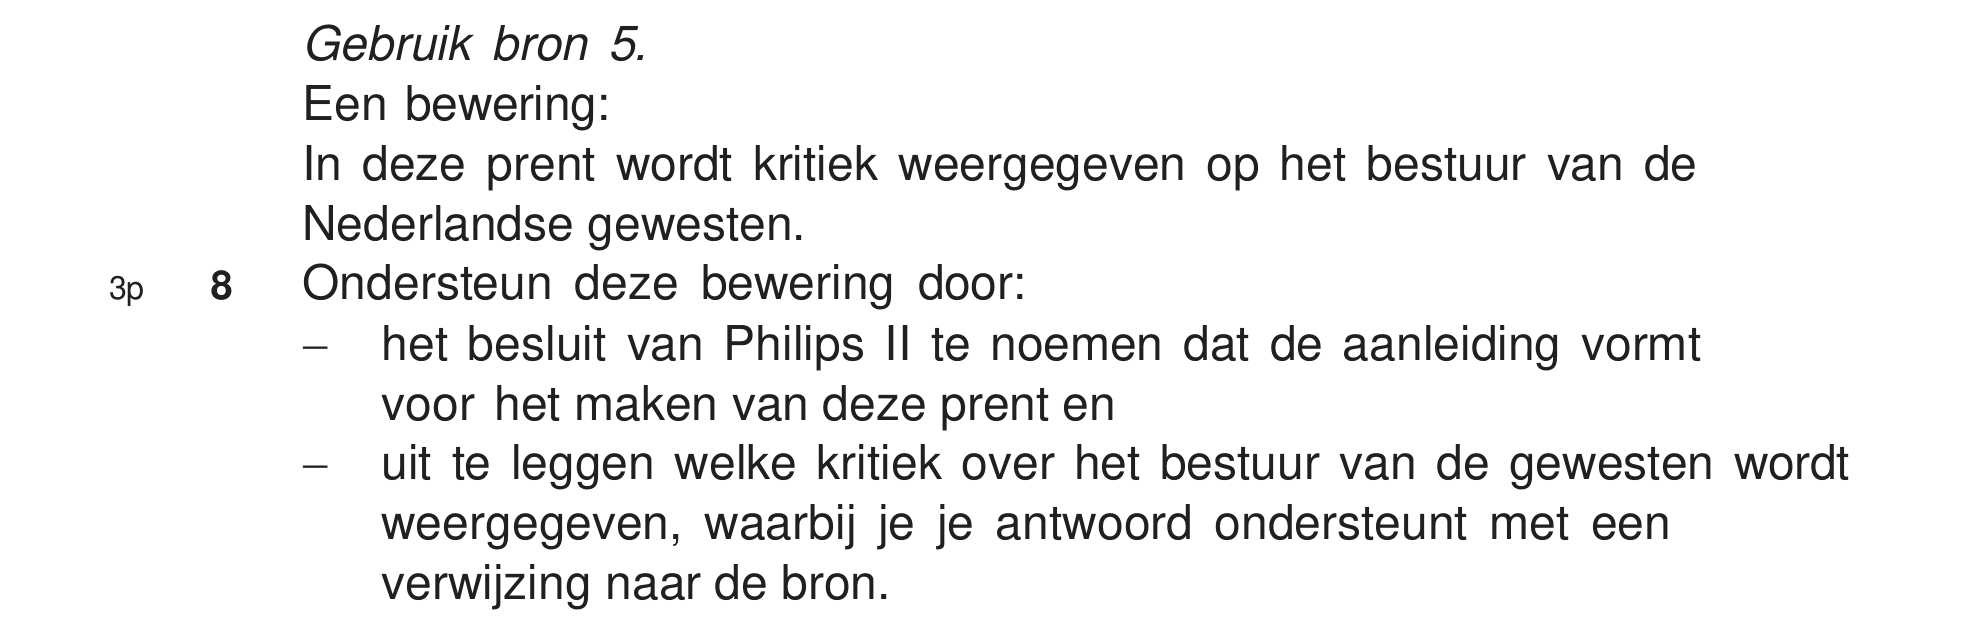 Gebruik bron 5.
Een bewering:
In deze prent wordt kritiek weergegeven op het bestuur van de
Nederlandse gewesten.
3p 8 Ondersteun deze bewering door:
– het besluit van Philips II te noemen dat de aanleiding vormt
voor het maken van deze prent en
– uit te leggen welke kritiek over het bestuur van de gewesten wordt
weergegeven, waarbij je je antwoord ondersteunt met een
verwijzing naar de bron.